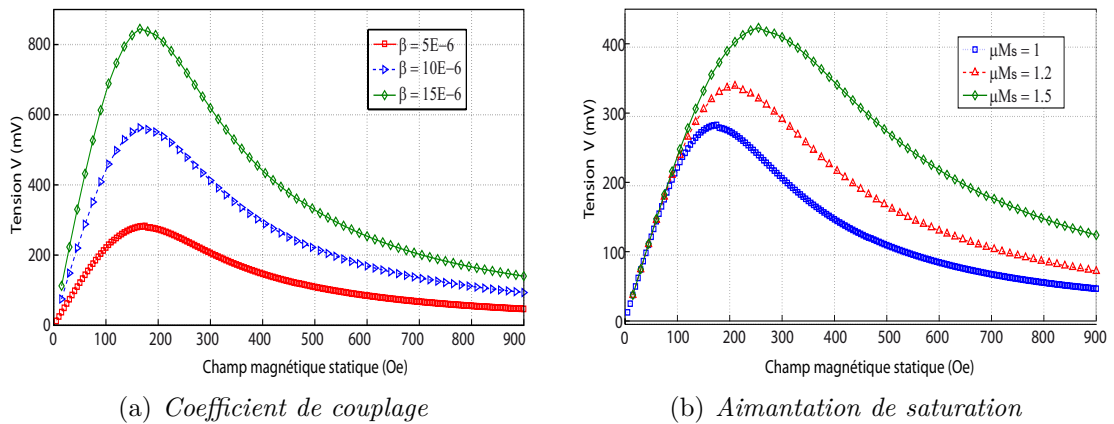 800
600
400
200
0
Tension V (mV)
β = 5E−6
β = 10E−6
β = 15E−6
0 100 200 300 400 500 600 700 800 900
Champ magnétique statique (Oe)
(a) Coefficient de couplage
400
300
200
100
0
Tension V (mV)
μMs = 1
μMs = 1.2
μMs = 1.5
0 100 200 300 400 500 600 700 800 900
Champ magnétique statique (Oe)
(b) Aimantation de saturation